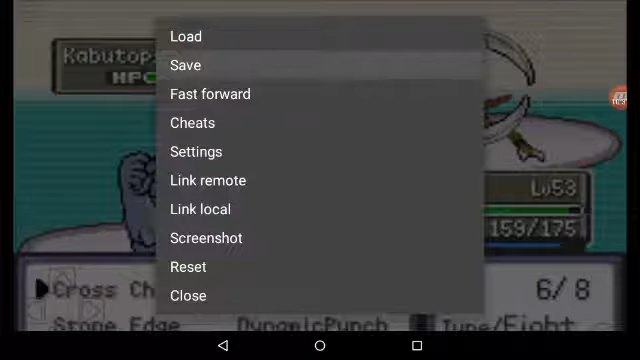 Load
Kabutop
Save
HP
Fast forward
Cheats
Settings
Link remote
Lv53
Link local
159/175
Screenshot
Reset
Cross Ch
6/8
Close
Stone Edge DynamicPunch Type/Fight